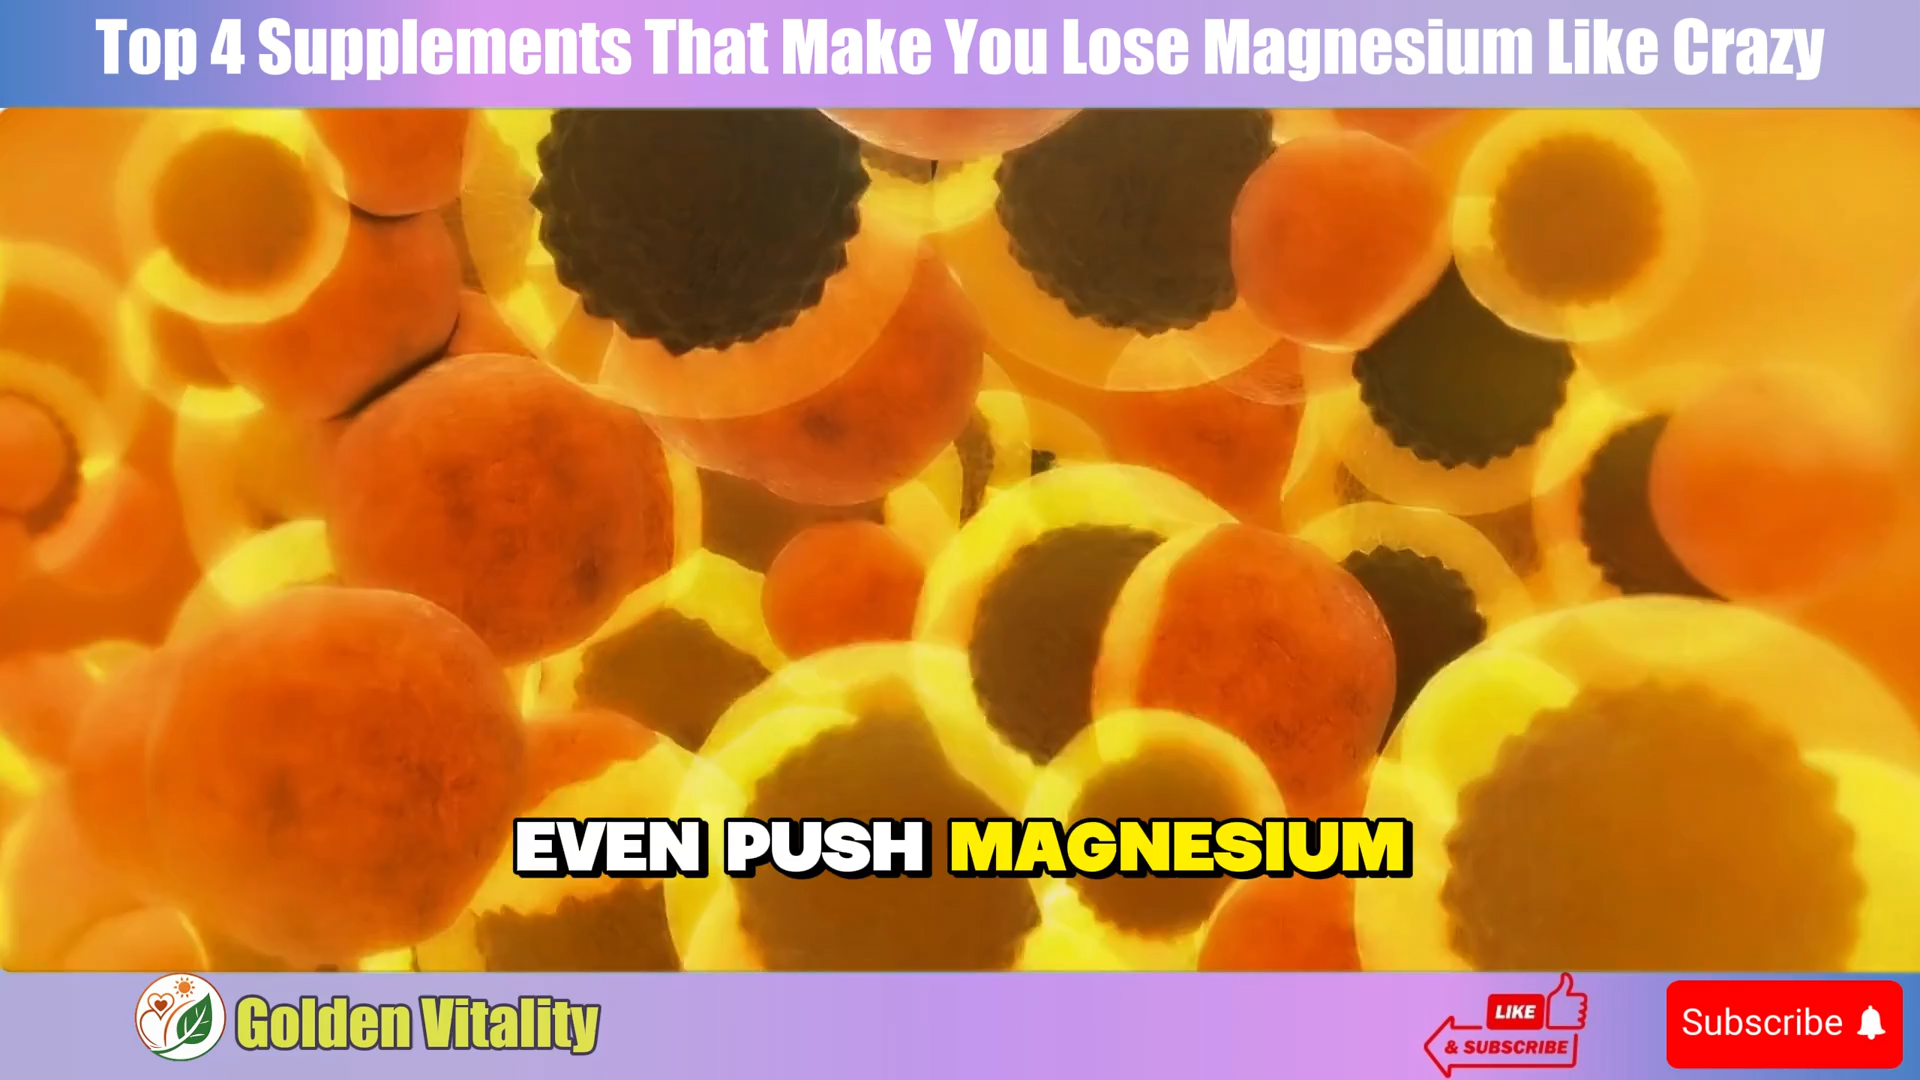 Top 4 Supplements That Make You Lose Magnesium Like Crazy
EVEN PUSH MAGNESIUM
Golden Vitality
LIKE
& SUBSCRIBE
Subscribe